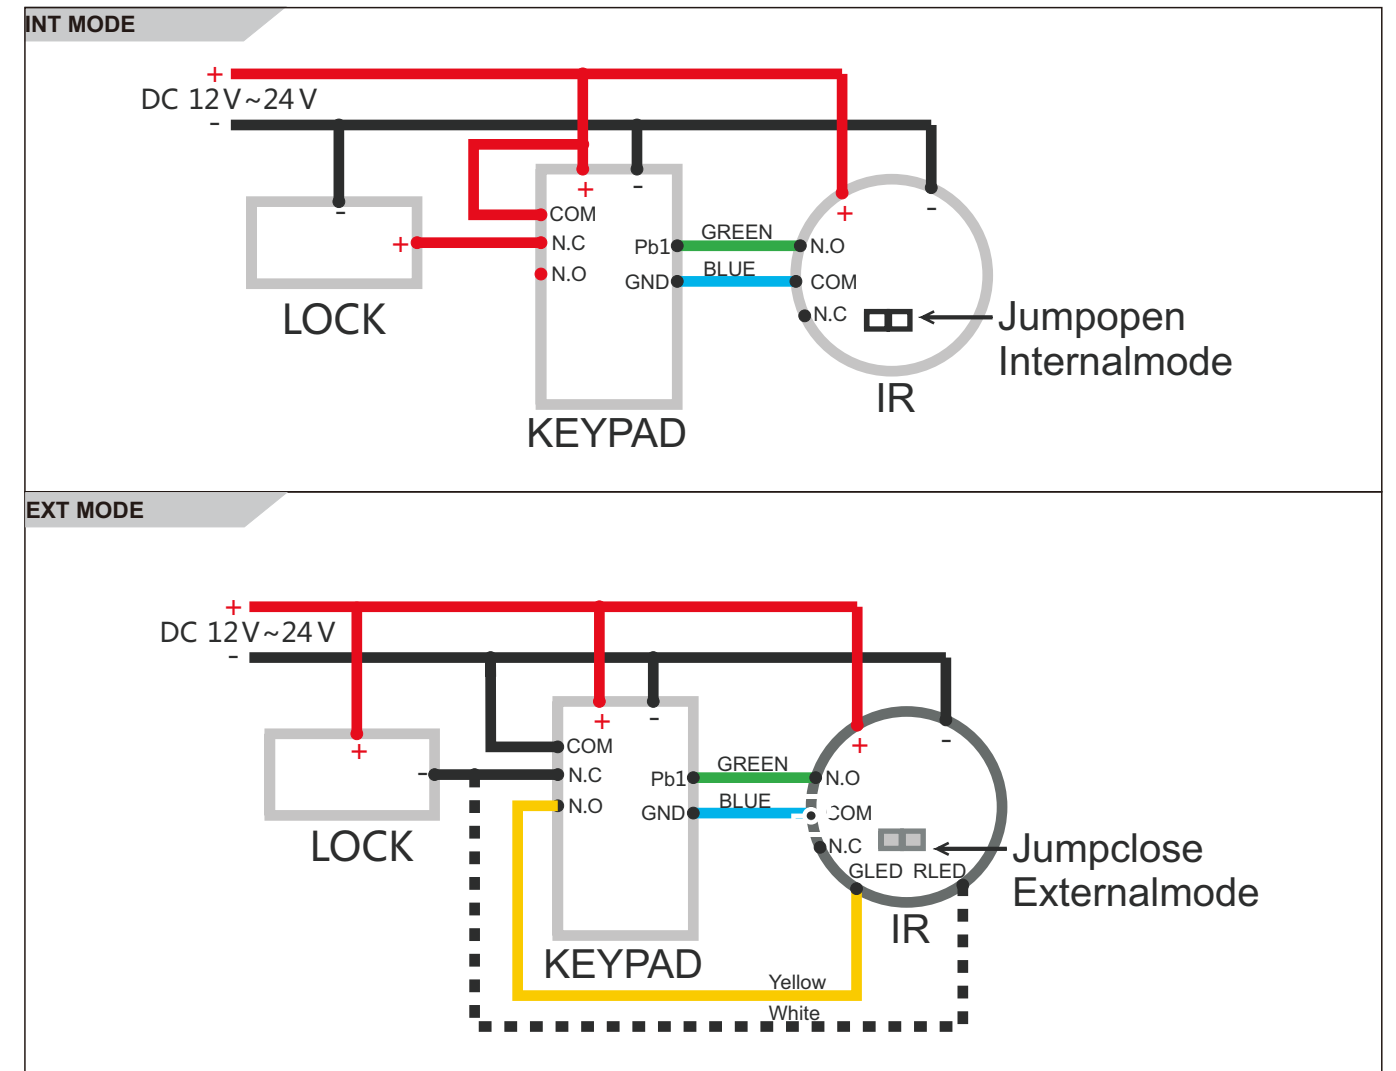 INT MODE
+
DC 12V~24V
-
-
+
LOCK
+
-
COM
N.C
N.O
Pb1
GND
KEYPAD
GREEN
BLUE
+
-
N.O
COM
N.C
IR
Jumpopen
Internalmode
EXT MODE
+
DC 12V~24V
-
+
-
LOCK
+
-
COM
N.C
N.O
Pb1
GND
KEYPAD
GREEN
BLUE
+
-
N.O
COM
N.C
GLED RLED
IR
Jumpclose
Externalmode
Yellow
White